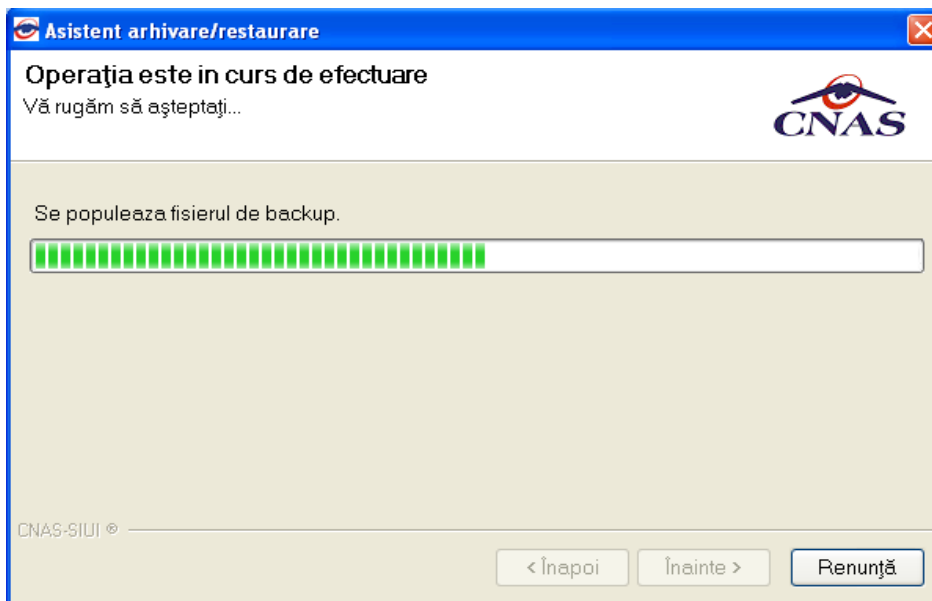 Asistent arhivare/restaurare
Operaţia este in curs de efectuare
Vă rugăm să aşteptaţi...
CNAS
Se populeaza fisierul de backup.
CNAS-SIUI ®
< Înapoi
Înainte >
Renunţă